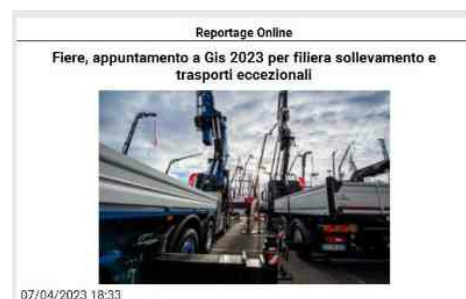 Reportage Online
Fiere, appuntamento a Gis 2023 per filiera sollevamento e
trasporti eccezionali
07/04/2023 18:33